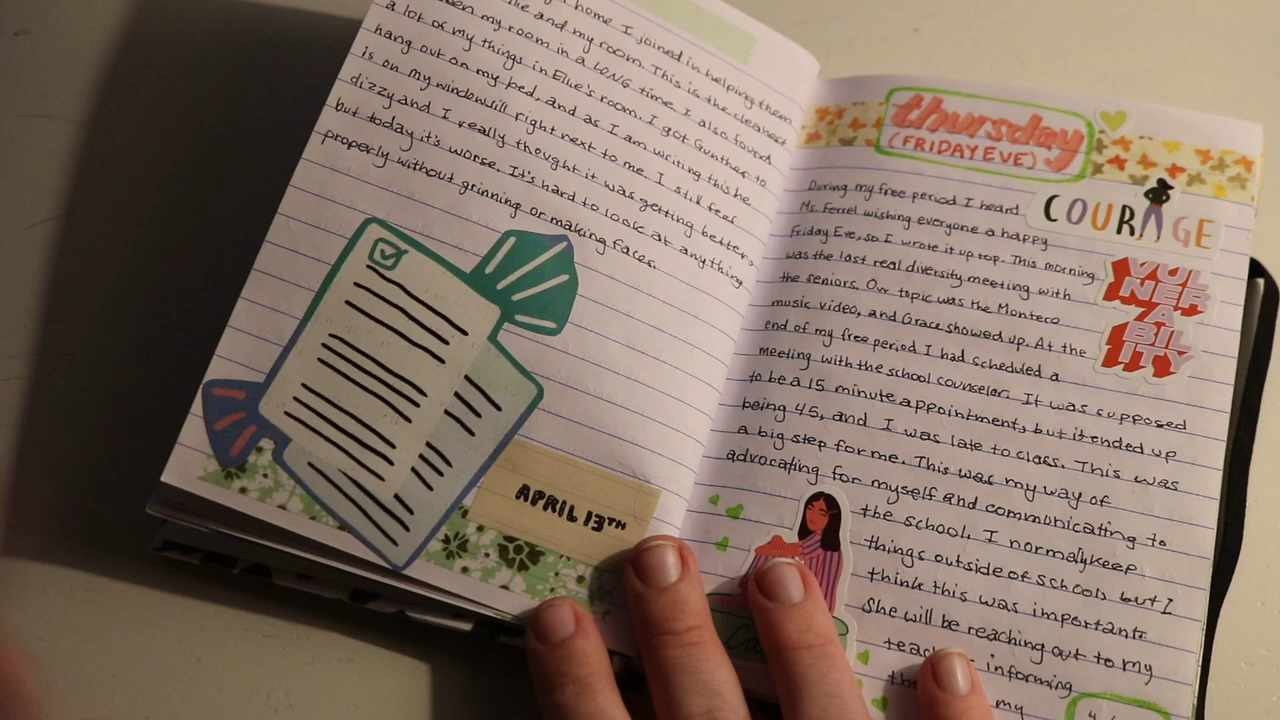 home I joined in helping them
and my room. This is the cleanest
been my room in a LONG time. I also found
a lot of my things in Ellie's room. I got Gunther to
hang out on my bed, and as I am writing this he
is on my windowsill right next to me. I still feel
dizzy and I really thought it was getting better,
but today it's worse. It's hard to look at anything
properly without grinning or making faces.
APRIL 13TH
thursday
(FRIDAY EVE)
COURAGE
VUL
NER
A
BIL
ITY
During my free period I heard
Ms. Ferrel wishing everyone a happy
Friday Eve, so I wrote it up top. This morning
was the last real diversity meeting with
the seniors. Our topic was the Montero
music video, and Grace showed up. At the
end of my free period I had scheduled a
meeting with the school counselor. It was supposed
to be a 15 minute appointment, but it ended up
being 45, and I was late to class. This was
a big step for me. This was my way of
advocating for myself and communicating to
the school. I normally keep
things outside of school, but I
think this was important.
She will be reaching out to my
informing
my